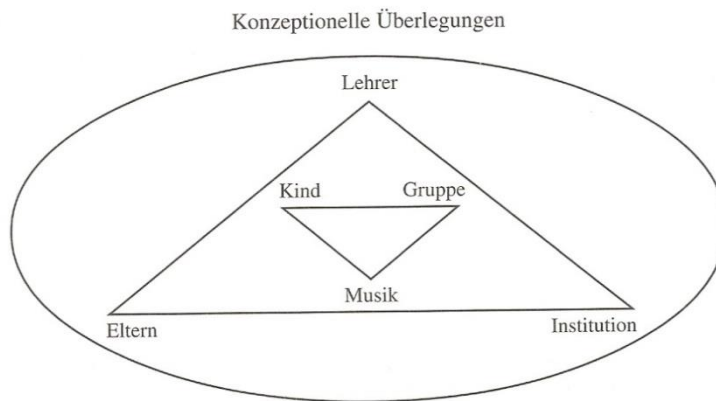 Konzeptionelle Überlegungen
Lehrer
Kind Gruppe
Musik
Eltern Institution